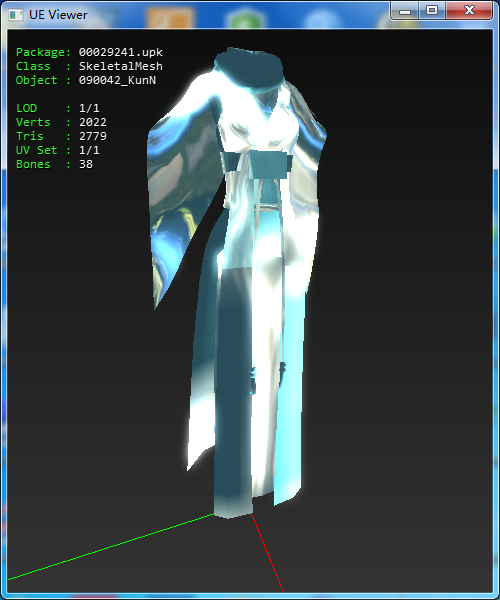 UE Viewer
Package: 00029241.upk
Class : SkeletalMesh
Object : 090042_KunN
LOD : 1/1
Verts : 2022
Tris : 2779
UV Set : 1/1
Bones : 38